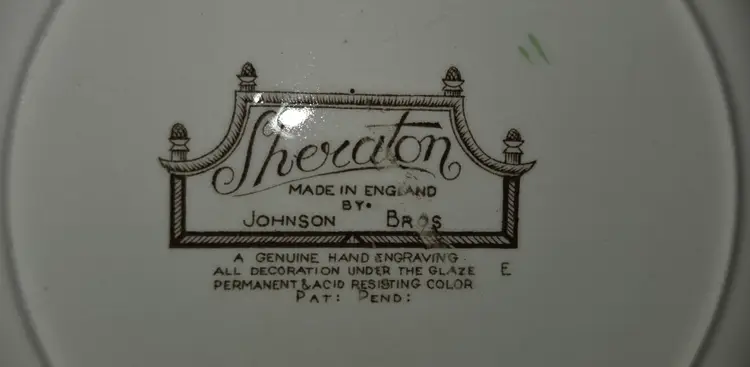 Sheraton
MADE IN ENGLAND
BY•
JOHNSON BROS
A GENUINE HAND ENGRAVING
ALL DECORATION UNDER THE GLAZE E
PERMANENT & ACID RESISTING COLOR
PAT: PEND: